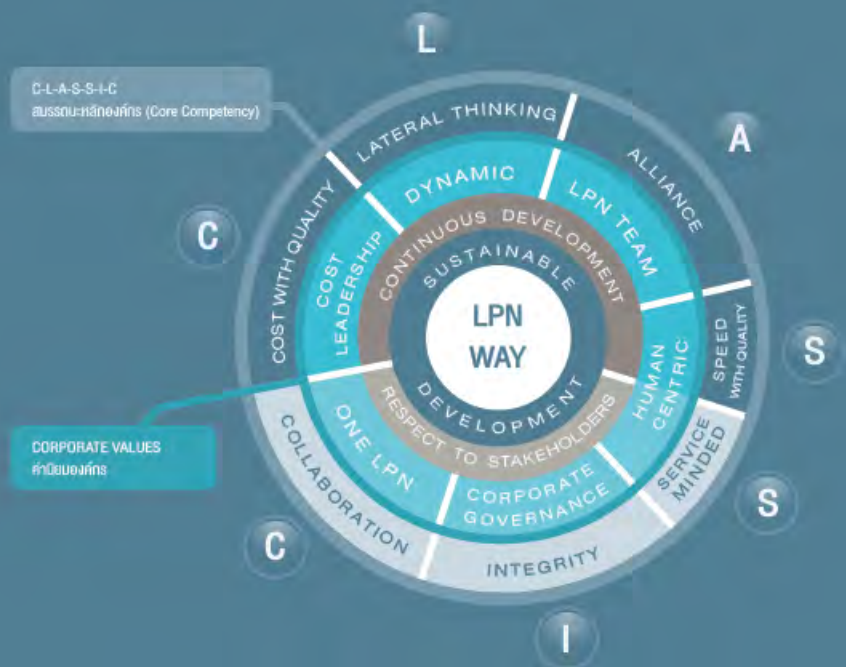 L
C-L-A-S-S-I-C
สมรรถนะหลักองค์กร (Core Competency)
A
C
S
S
I
C
COST WITH QUALITY
LATERAL THINKING
ALLIANCE
SPEED
WITH QUALITY
SERVICE
MINDED
INTEGRITY
COLLABORATION
COST
LEADERSHIP
DYNAMIC
LPN TEAM
HUMAN
CENTRIC
CORPORATE
GOVERNANCE
ONE LPN
CONTINUOUS DEVELOPMENT
RESPECT TO STAKEHOLDERS
SUSTAINABLE
DEVELOPMENT
LPN
WAY
CORPORATE VALUES
ค่านิยมองค์กร